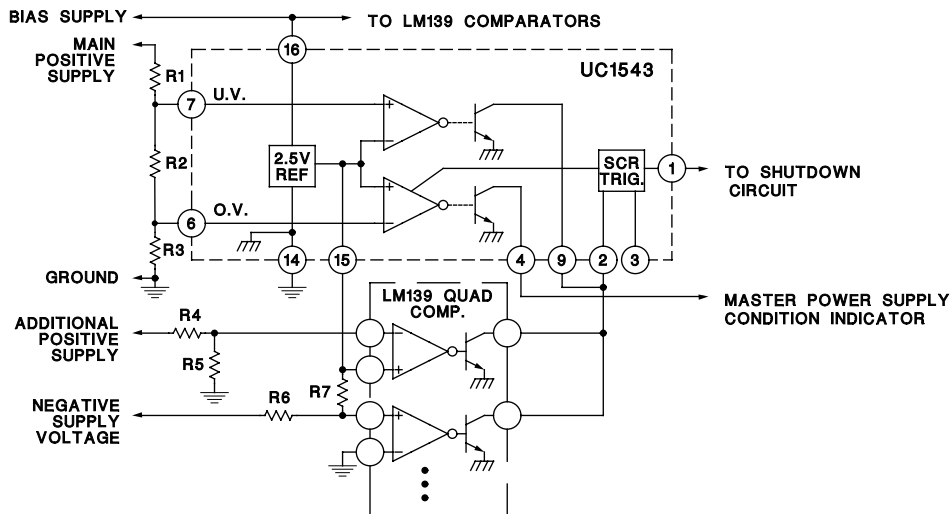 BIAS SUPPLY
TO LM139 COMPARATORS
MAIN
POSITIVE
SUPPLY
16
UC1543
R1
7
U.V.
+
−
2.5V
REF
R2
+
−
SCR
TRIG.
1
TO SHUTDOWN
CIRCUIT
6
O.V.
R3
14
15
4
9
2
3
GROUND
LM139 QUAD
COMP.
MASTER POWER SUPPLY
CONDITION INDICATOR
ADDITIONAL
POSITIVE
SUPPLY
R4
−
R5
+
R7
NEGATIVE
SUPPLY
VOLTAGE
R6
+
−